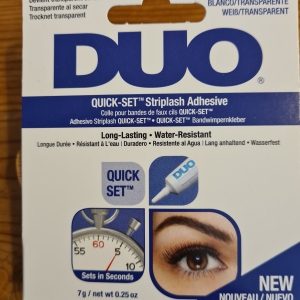 Transparente al secar
Trocknet transparent
BLANCO/TRANSPARENTE
WEIß/TRANSPARENT
DUO®
QUICK-SET™ Striplash Adhesive
Colle pour bandes de faux cils QUICK-SET™
Adhesivo Striplash QUICK-SET™ • QUICK-SET™ Streifenwimpernkleber
Long-Lasting • Water-Resistant
Longue Durée • Résistant À L'eau | Duradero • Resistente al Agua | Lang anhaltend • Wasserfest
QUICK
SET™
DUO
60
55 5
10
Sets in Seconds
7g / net wt 0.25 oz
NEW
NOUVEAU / NUEVO